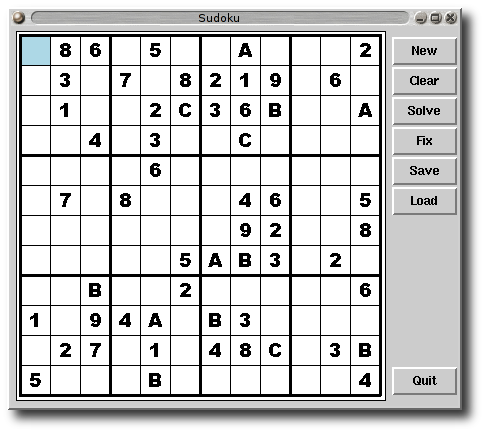 Sudoku
8 6 5 A 2 New
3 7 8 2 1 9 6 Clear
1 2 C 3 6 B A Solve
4 3 C Fix
6 Save
7 8 4 6 5 Load
9 2 8
5 A B 3 2
B 2 6
1 9 4 A B 3
2 7 1 4 8 C 3 B
5 B 4 Quit